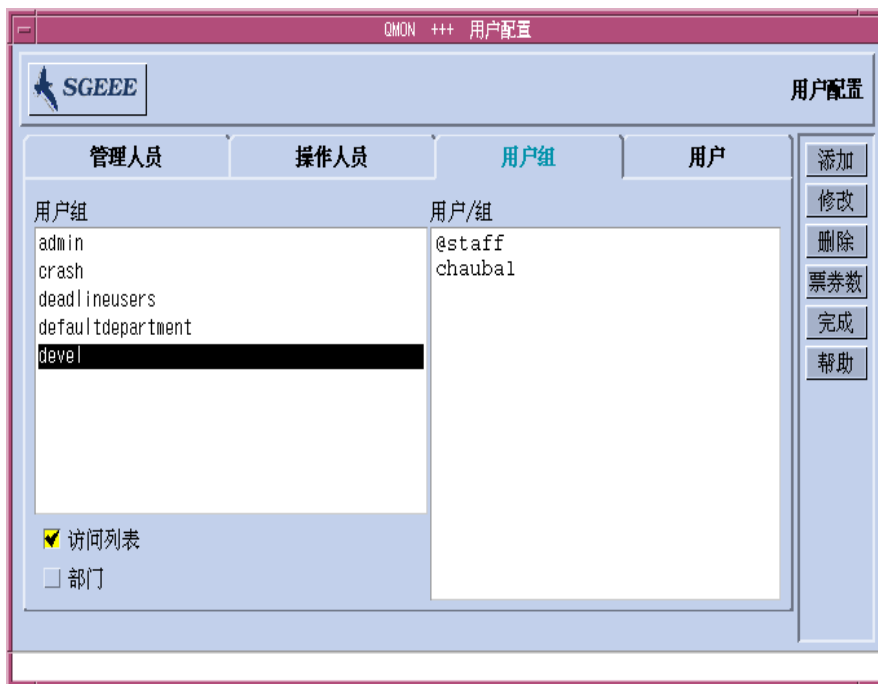 QMON +++ 用户配置
SGEEE
用户配置
管理人员 操作人员 用户组 用户
添加
修改
删除
票券数
完成
帮助
用户组
admin
crash
deadlineusers
defaultdepartment
devel
访问列表
部门
用户/组
@staff
chaubal